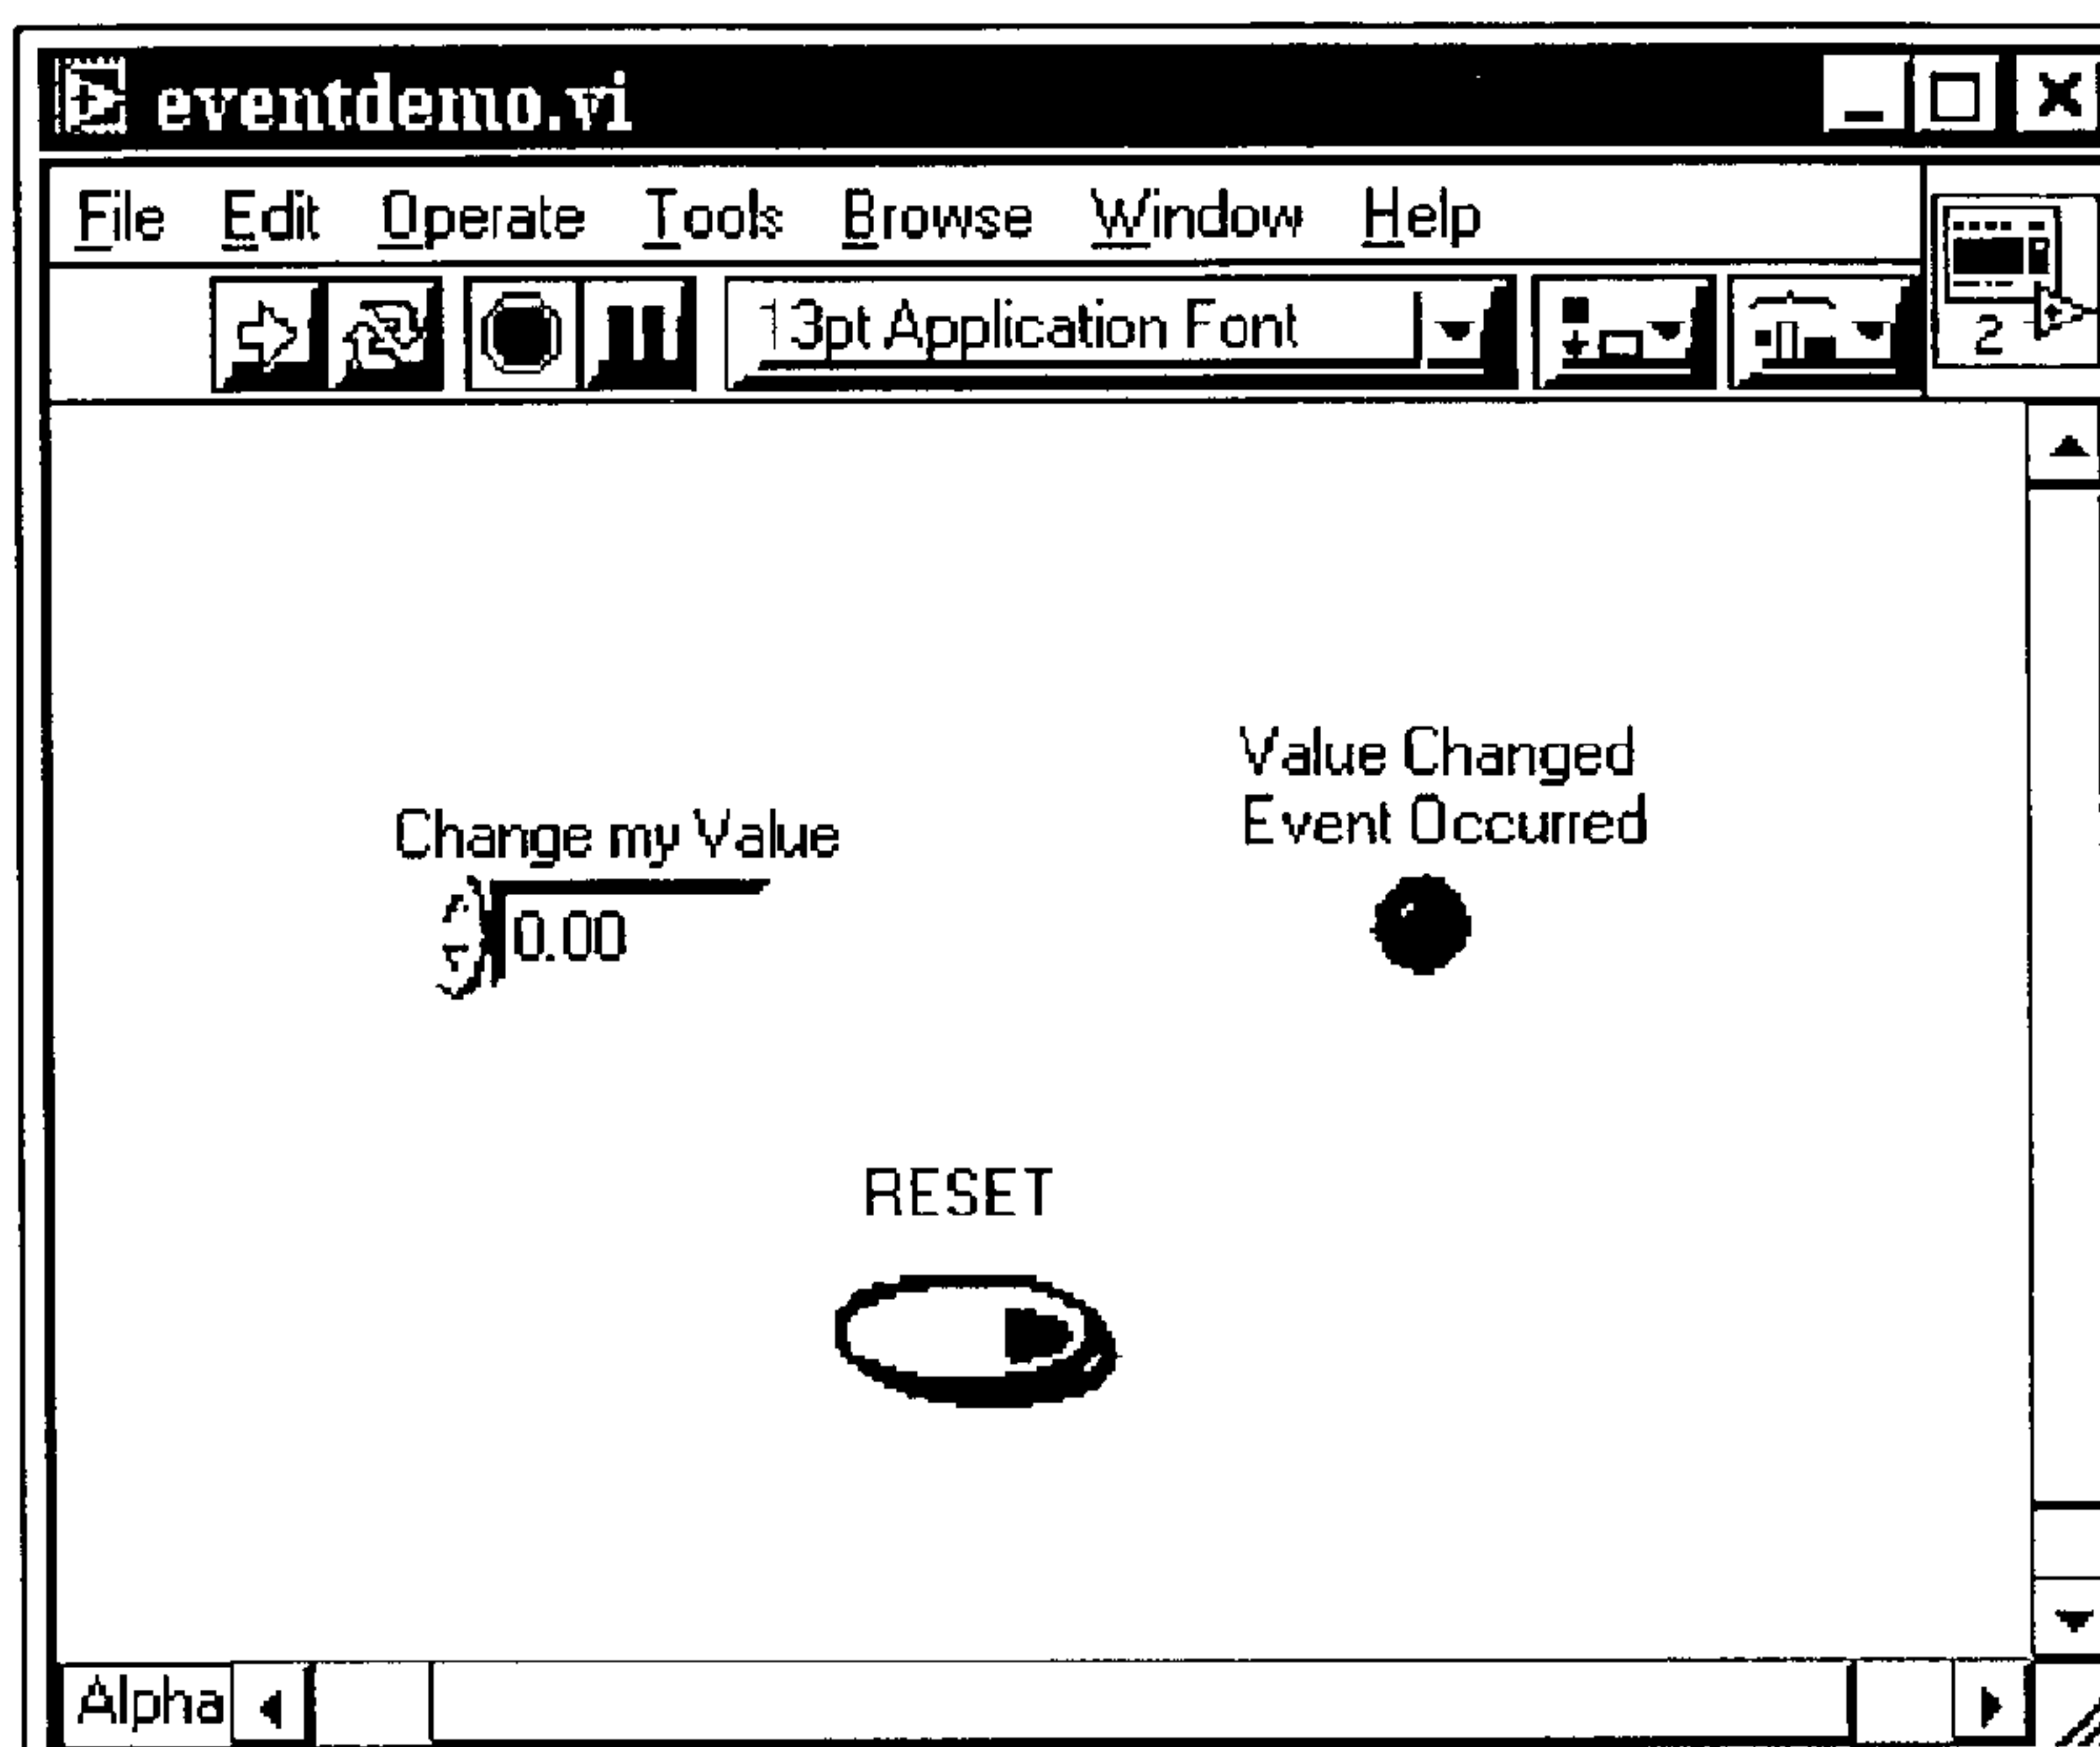 eventdemo.vi
File Edit Operate Tools Browse Window Help
13pt Application Font
2
Value Changed
Event Occurred
Change my Value
0.00
RESET
Alpha